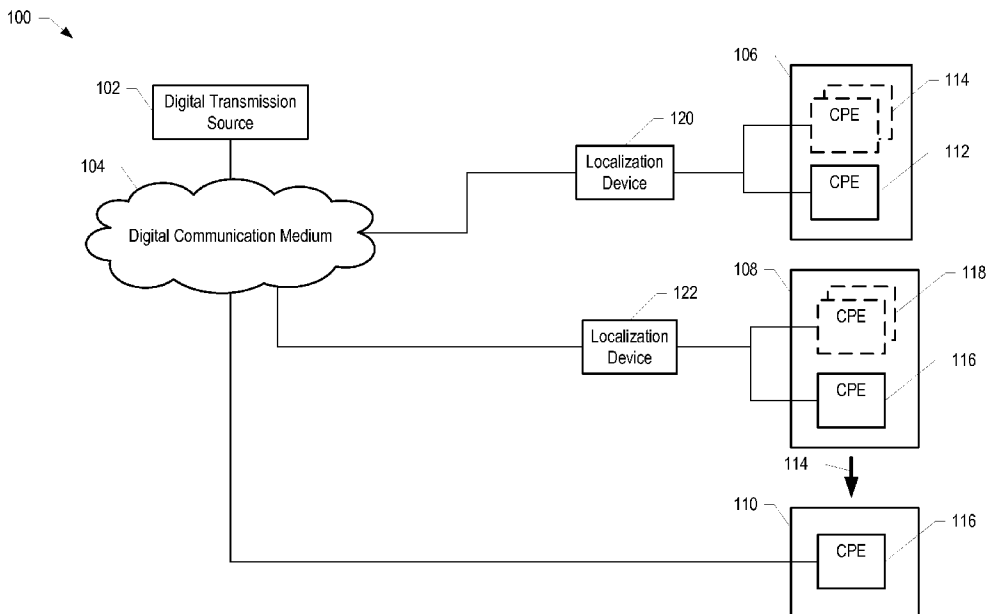 100
102
Digital Transmission
Source
104
Digital Communication Medium
120
Localization
Device
106
CPE
114
CPE
112
122
Localization
Device
108
CPE
118
CPE
116
114
110
CPE
116